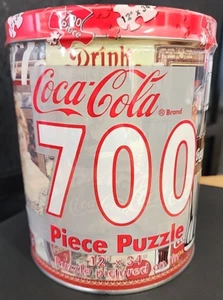 Drink
Coca-Cola
® Brand
700
Piece Puzzle